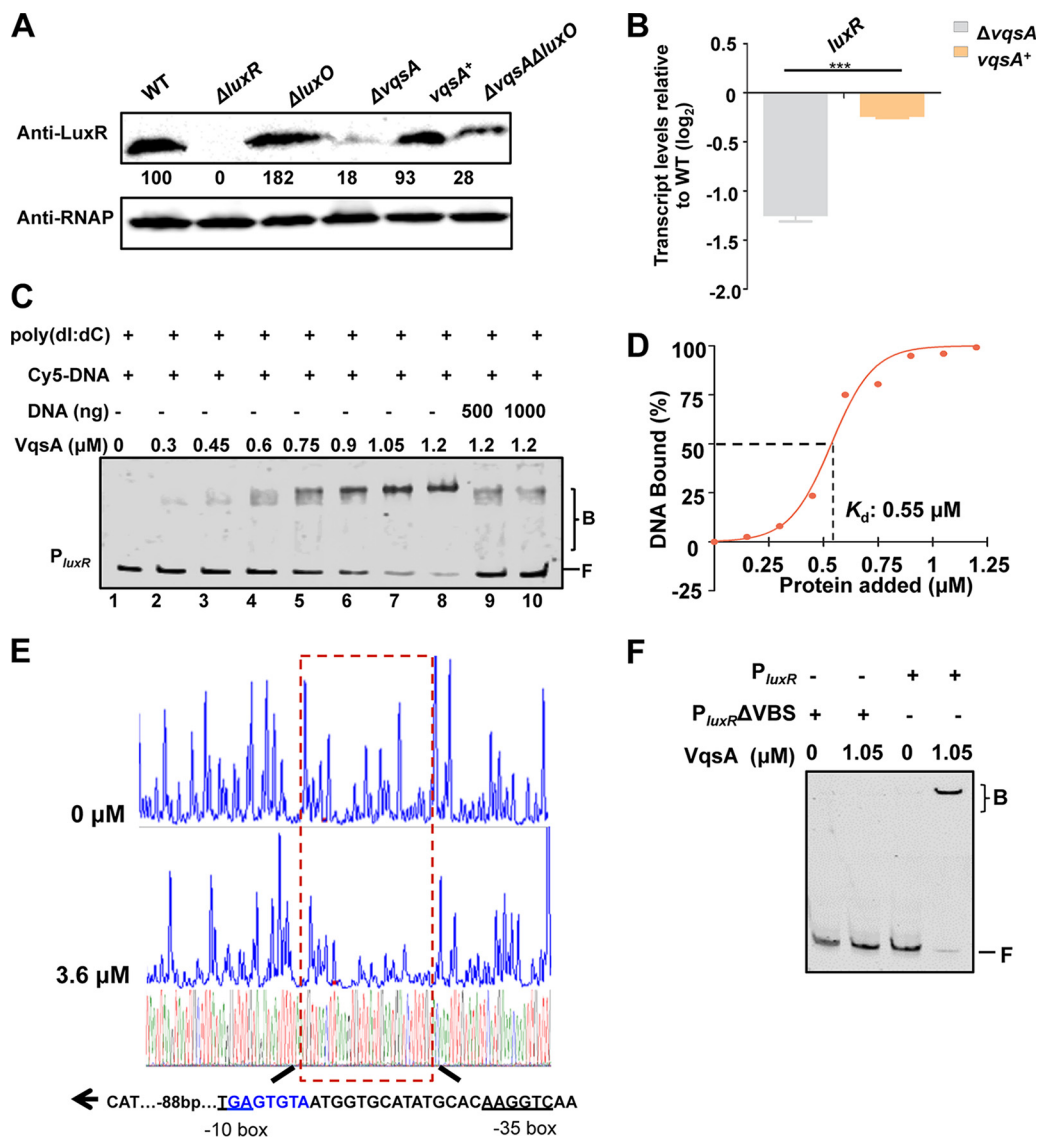 A
WT ΔluxR ΔluxO ΔvqsA vqsA+ ΔvqsAΔluxO
Anti-LuxR
100 0 182 18 93 28
Anti-RNAP
B
luxR
ΔvqsA
vqsA+
***
Transcript levels relative
to WT (log2)
0.5
0
-0.5
-1.0
-1.5
-2.0
C
poly(dI:dC) + + + + + + + + + +
Cy5-DNA + + + + + + + + + +
DNA (ng) - - - - - - - - 500 1000
VqsA (μM) 0 0.3 0.45 0.6 0.75 0.9 1.05 1.2 1.2 1.2
B
PluxR
F
1 2 3 4 5 6 7 8 9 10
D
DNA Bound (%)
100
75
50
25
0
-25
Kd: 0.55 μM
0.25 0.5 0.75 1.0 1.25
Protein added (μM)
E
0 μM
3.6 μM
CAT...-88bp...TGAGTGTAATGGTGCATATGCACAAGGTCAA
-10 box -35 box
F
PluxR - - + +
PluxRΔVBS + + - -
VqsA (μM) 0 1.05 0 1.05
B
F